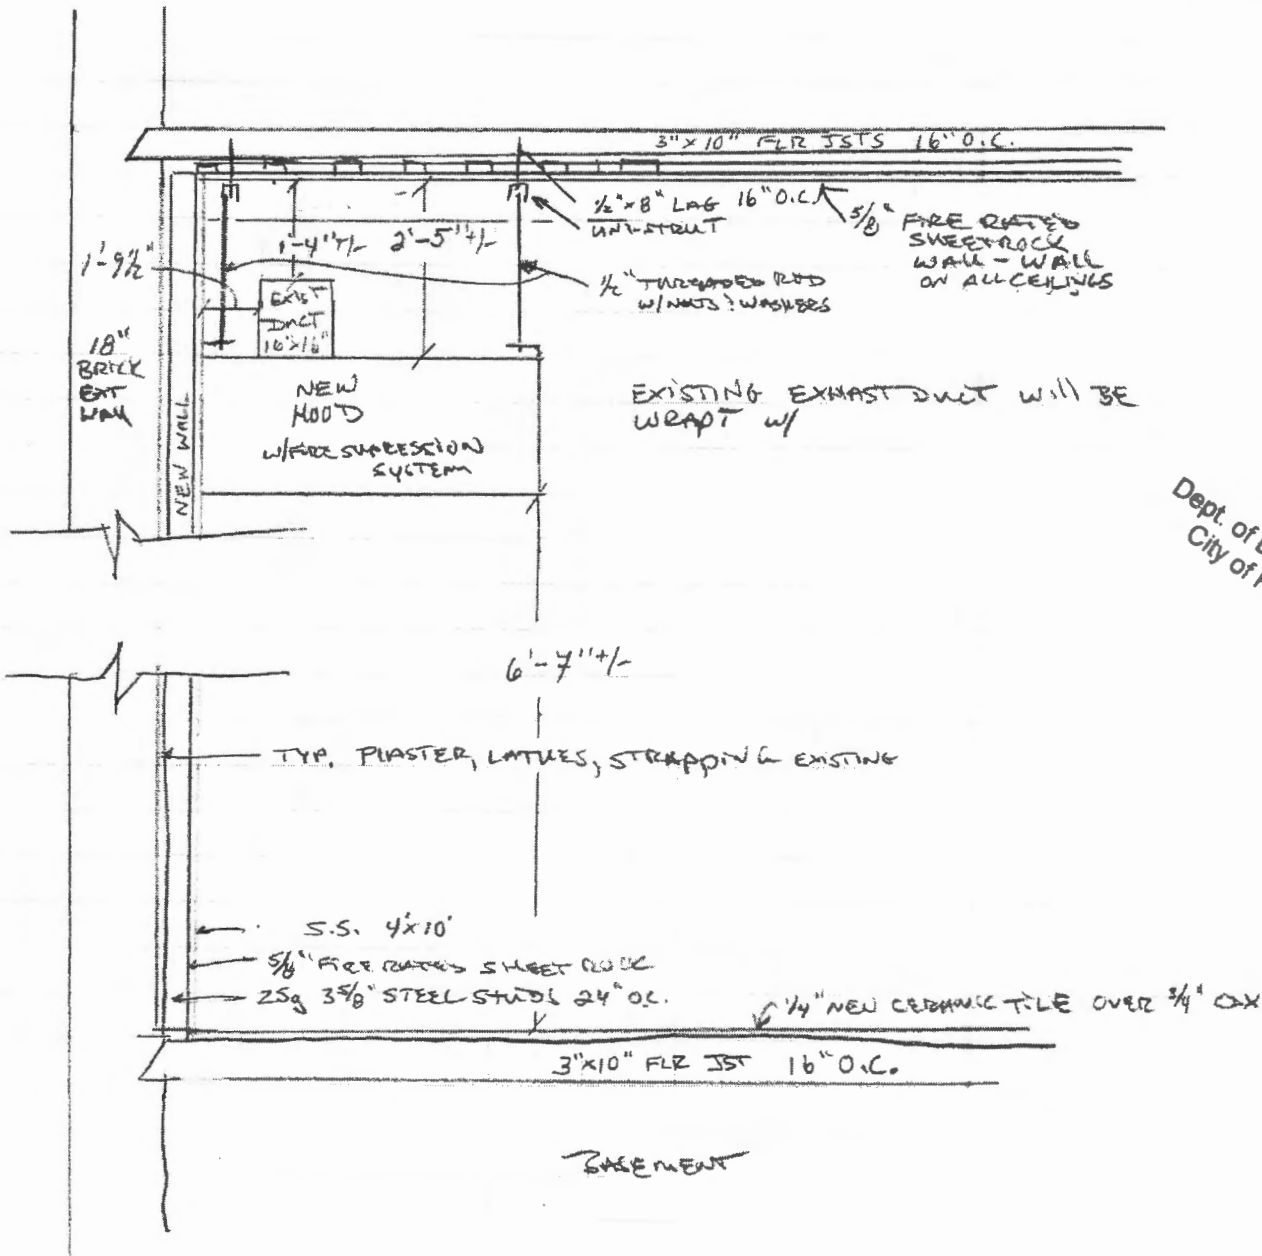 3"x10" FLR JSTS 16" O.C.
1/2"x8" LAG 16" O.C.
UNI-STRUT
5/8" FIRE RATED
SHEETROCK
WALL - WALL
ON ALL CEILINGS
1'-9 1/2"
1'-4"+/-
2'-5"+/-
1/2" THREADED ROD
W/NUTS & WASHERS
EXIST
DUCT
16"x16"
18"
BRICK
EXT
WALL
NEW WALL
NEW
HOOD
W/FIRE SUPRESSION
SYSTEM
EXISTING EXHAST DUCT WILL BE
WRAPT W/
Dept. of
City of
6'-7"+/-
TYP. PLASTER, LATHES, STRAPPING EXISTING
S.S. 4'x10'
5/8" FIRE RATED SHEET ROCK
25g 3 5/8" STEEL STUDS 24" O.C.
1/4" NEW CERAMIC TILE OVER 3/4" CDX
3"x10" FLR JST 16" O.C.
BASEMENT